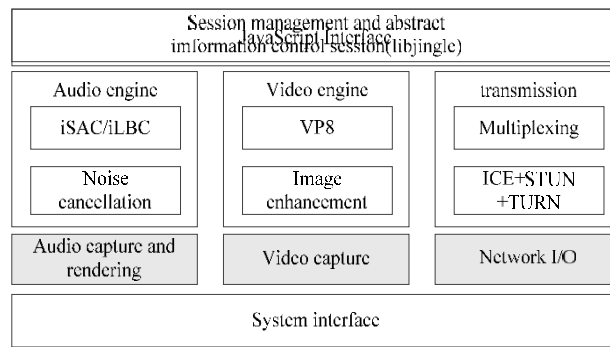 Session management and abstract
JavaScript Interface
imformation control session(libjingle)
Audio engine
iSAC/iLBC
Noise
cancellation
Video engine
VP8
Image
enhancement
transmission
Multiplexing
ICE+STUN
+TURN
Audio capture and
rendering
Video capture
Network I/O
System interface